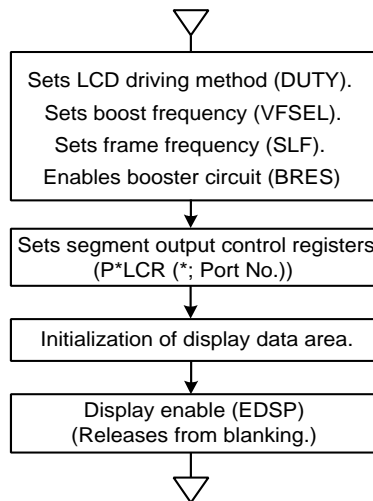 Sets LCD driving method (DUTY).
Sets boost frequency (VFSEL).
Sets frame frequency (SLF).
Enables booster circuit (BRES)
Sets segment output control registers
(P*LCR (*; Port No.))
Initialization of display data area.
Display enable (EDSP)
(Releases from blanking.)